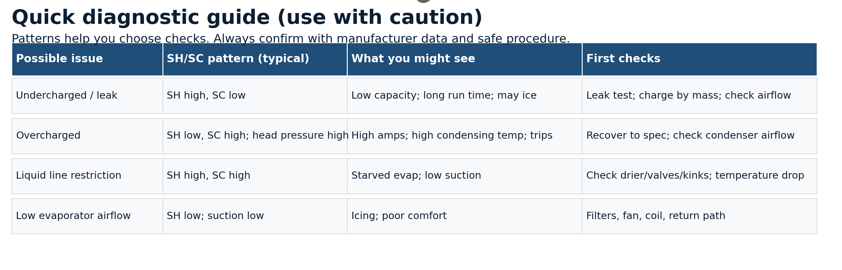 Quick diagnostic guide (use with caution)
Patterns help you choose checks. Always confirm with manufacturer data and safe procedure.
Possible issue SH/SC pattern (typical) What you might see First checks
Undercharged / leak SH high, SC low Low capacity; long run time; may ice Leak test; charge by mass; check airflow
Overcharged SH low, SC high; head pressure high High amps; high condensing temp; trips Recover to spec; check condenser airflow
Liquid line restriction SH high, SC high Starved evap; low suction Check drier/valves/kinks; temperature drop
Low evaporator airflow SH low; suction low Icing; poor comfort Filters, fan, coil, return path